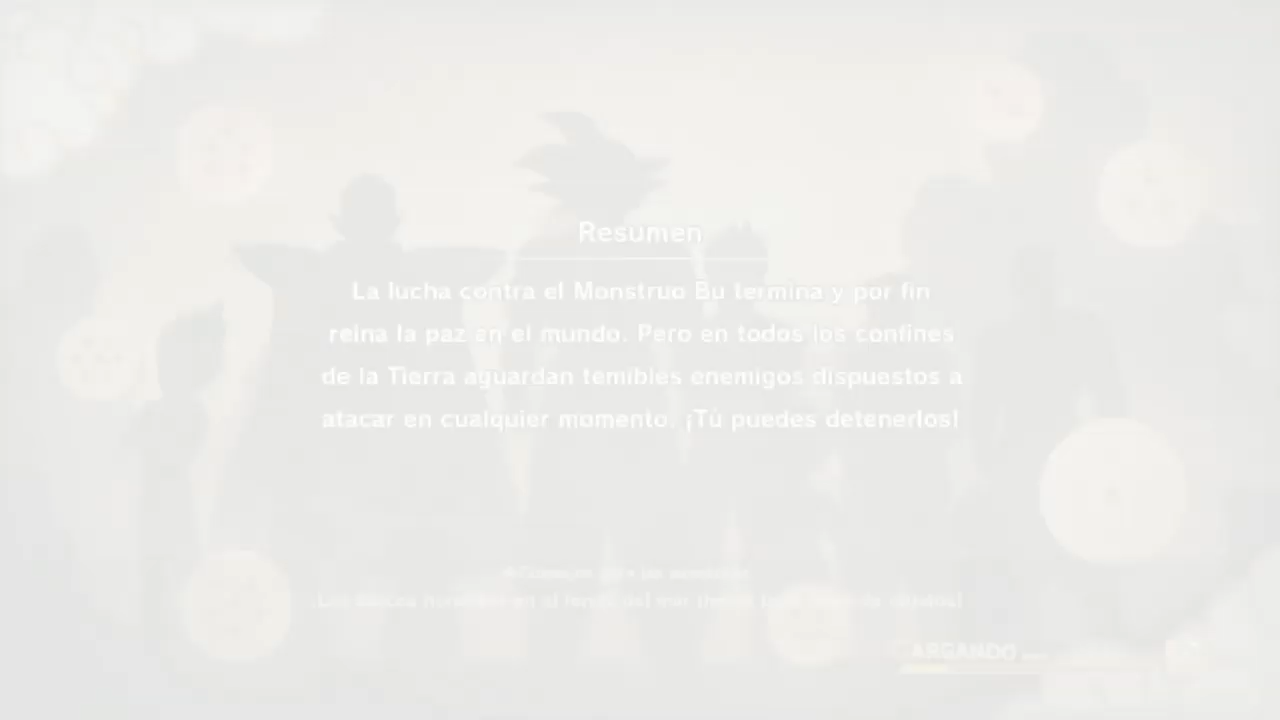 Resumen
La lucha contra el Monstruo Bu termina y por fin
reina la paz en el mundo. Pero en todos los confines
de la Tierra aguardan temibles enemigos dispuestos a
atacar en cualquier momento. ¡Tú puedes detenerlos!
CARGANDO